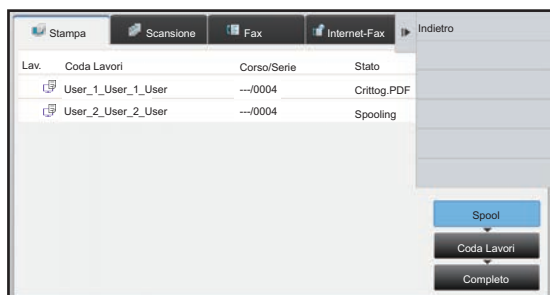 Stampa Scansione Fax Internet-Fax Indietro
Lav. Coda Lavori Corso/Serie Stato
User_1_User_1_User ---/0004 Crittog.PDF
User_2_User_2_User ---/0004 Spooling
Spool
Coda Lavori
Completo